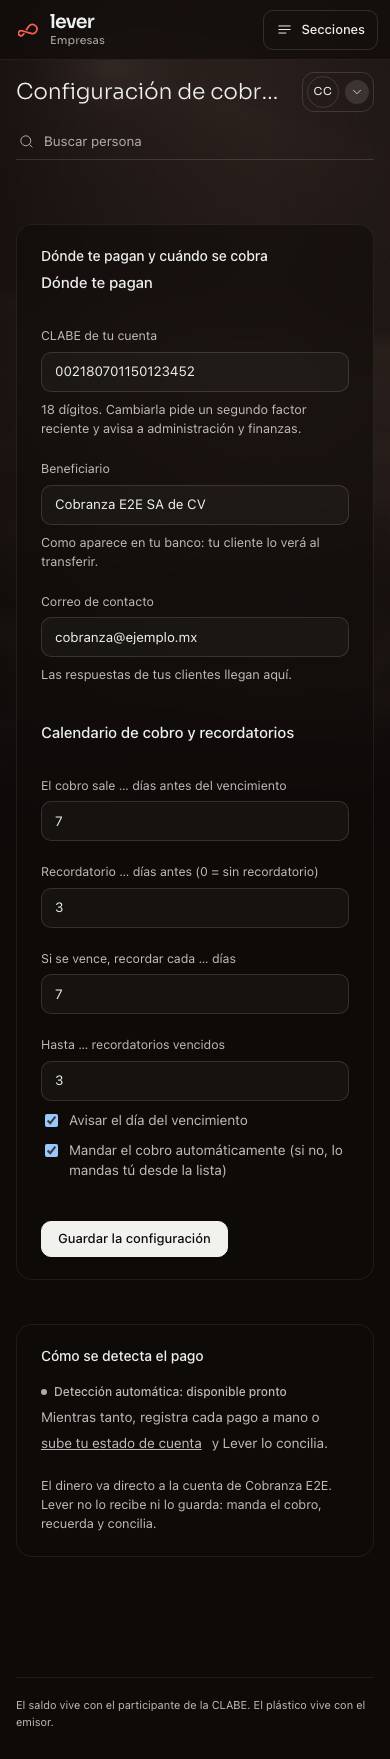 lever
Empresas
Secciones
Configuración de cobr...
CC
Buscar persona
Dónde te pagan y cuándo se cobra
Dónde te pagan
CLABE de tu cuenta
002180701150123452
18 dígitos. Cambiarla pide un segundo factor
reciente y avisa a administración y finanzas.
Beneficiario
Cobranza E2E SA de CV
Como aparece en tu banco: tu cliente lo verá al
transferir.
Correo de contacto
cobranza@ejemplo.mx
Las respuestas de tus clientes llegan aquí.
Calendario de cobro y recordatorios
El cobro sale … días antes del vencimiento
7
Recordatorio … días antes (0 = sin recordatorio)
3
Si se vence, recordar cada … días
7
Hasta … recordatorios vencidos
3
Avisar el día del vencimiento
Mandar el cobro automáticamente (si no, lo
mandas tú desde la lista)
Guardar la configuración
Cómo se detecta el pago
Detección automática: disponible pronto
Mientras tanto, registra cada pago a mano o
sube tu estado de cuenta y Lever lo concilia.
El dinero va directo a la cuenta de Cobranza E2E.
Lever no lo recibe ni lo guarda: manda el cobro,
recuerda y concilia.
El saldo vive con el participante de la CLABE. El plástico vive con el
emisor.